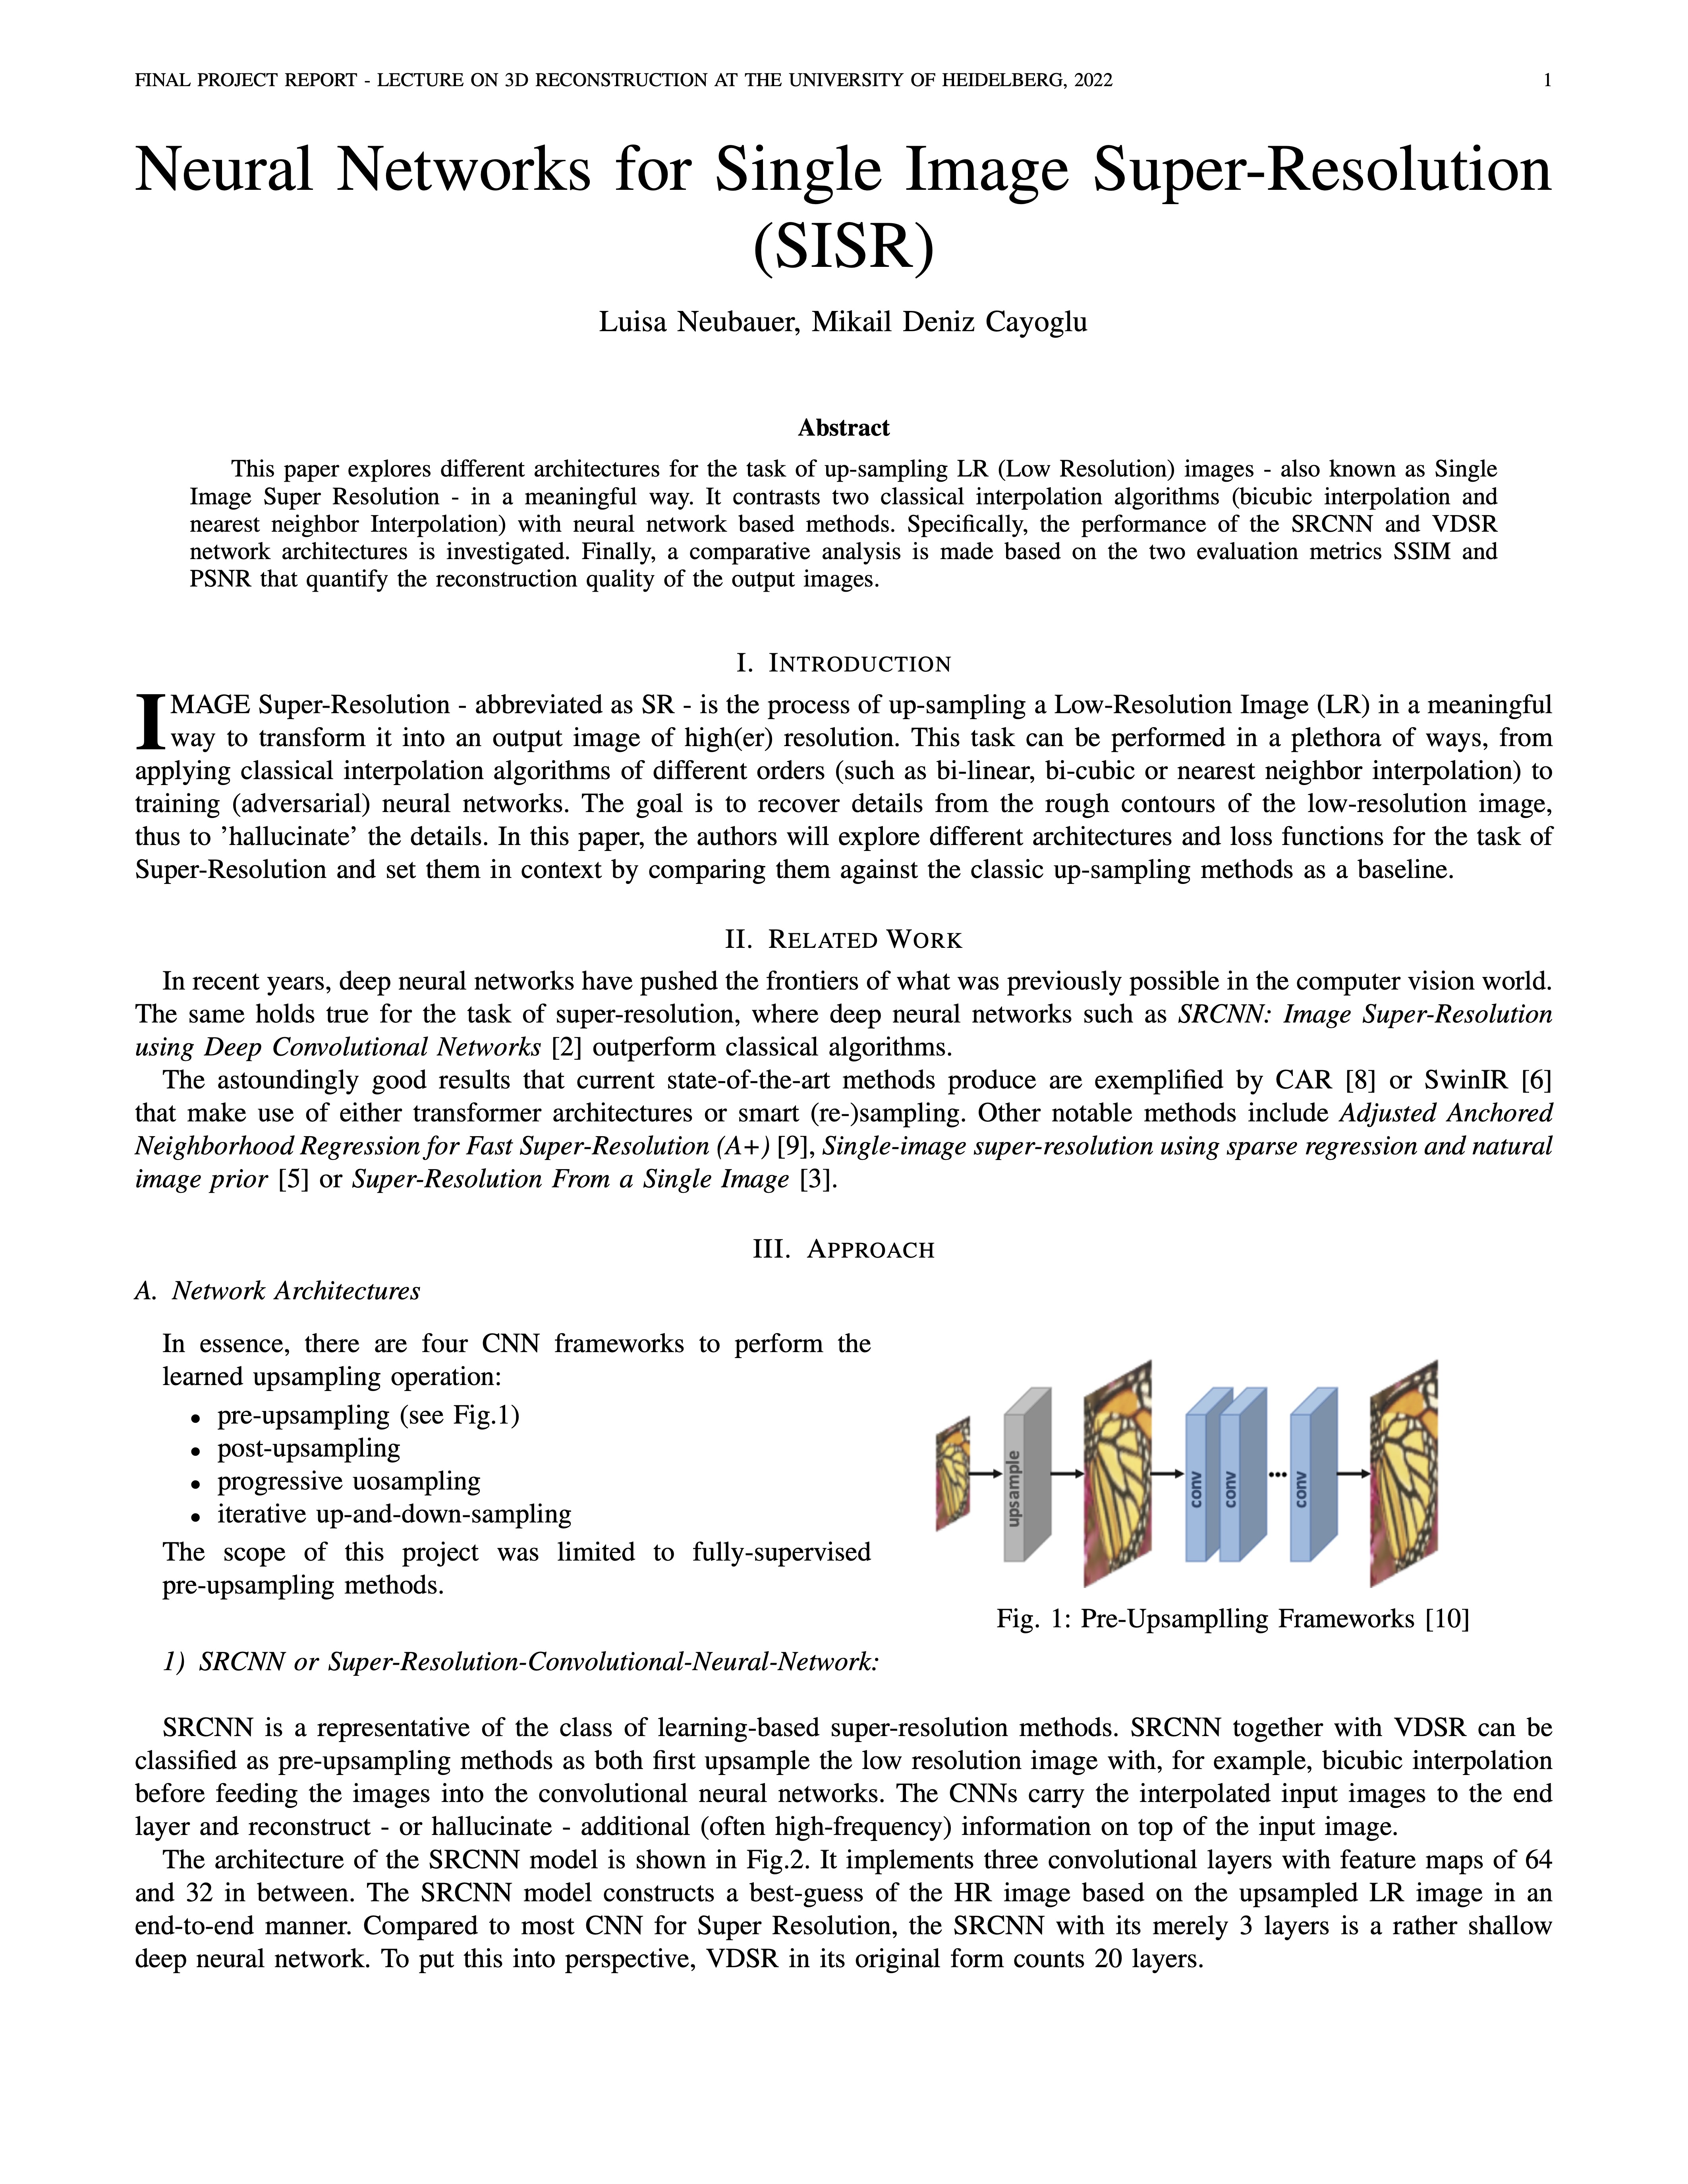 FINAL PROJECT REPORT - LECTURE ON 3D RECONSTRUCTION AT THE UNIVERSITY OF HEIDELBERG, 2022 1
Neural Networks for Single Image Super-Resolution
(SISR)
Luisa Neubauer, Mikail Deniz Cayoglu
Abstract
This paper explores different architectures for the task of up-sampling LR (Low Resolution) images - also known as Single
Image Super Resolution - in a meaningful way. It contrasts two classical interpolation algorithms (bicubic interpolation and
nearest neighbor Interpolation) with neural network based methods. Specifically, the performance of the SRCNN and VDSR
network architectures is investigated. Finally, a comparative analysis is made based on the two evaluation metrics SSIM and
PSNR that quantify the reconstruction quality of the output images.
I. INTRODUCTION
IMAGE Super-Resolution - abbreviated as SR - is the process of up-sampling a Low-Resolution Image (LR) in a meaningful
way to transform it into an output image of high(er) resolution. This task can be performed in a plethora of ways, from
applying classical interpolation algorithms of different orders (such as bi-linear, bi-cubic or nearest neighbor interpolation) to
training (adversarial) neural networks. The goal is to recover details from the rough contours of the low-resolution image,
thus to ’hallucinate’ the details. In this paper, the authors will explore different architectures and loss functions for the task of
Super-Resolution and set them in context by comparing them against the classic up-sampling methods as a baseline.
II. RELATED WORK
In recent years, deep neural networks have pushed the frontiers of what was previously possible in the computer vision world.
The same holds true for the task of super-resolution, where deep neural networks such as SRCNN: Image Super-Resolution
using Deep Convolutional Networks [2] outperform classical algorithms.
The astoundingly good results that current state-of-the-art methods produce are exemplified by CAR [8] or SwinIR [6]
that make use of either transformer architectures or smart (re-)sampling. Other notable methods include Adjusted Anchored
Neighborhood Regression for Fast Super-Resolution (A+) [9], Single-image super-resolution using sparse regression and natural
image prior [5] or Super-Resolution From a Single Image [3].
III. APPROACH
A. Network Architectures
In essence, there are four CNN frameworks to perform the
learned upsampling operation:
• pre-upsampling (see Fig.1)
• post-upsampling
• progressive uosampling
• iterative up-and-down-sampling
The scope of this project was limited to fully-supervised
pre-upsampling methods.
upsample
conv
conv
...
conv
Fig. 1: Pre-Upsamplling Frameworks [10]
1) SRCNN or Super-Resolution-Convolutional-Neural-Network:
SRCNN is a representative of the class of learning-based super-resolution methods. SRCNN together with VDSR can be
classified as pre-upsampling methods as both first upsample the low resolution image with, for example, bicubic interpolation
before feeding the images into the convolutional neural networks. The CNNs carry the interpolated input images to the end
layer and reconstruct - or hallucinate - additional (often high-frequency) information on top of the input image.
The architecture of the SRCNN model is shown in Fig.2. It implements three convolutional layers with feature maps of 64
and 32 in between. The SRCNN model constructs a best-guess of the HR image based on the upsampled LR image in an
end-to-end manner. Compared to most CNN for Super Resolution, the SRCNN with its merely 3 layers is a rather shallow
deep neural network. To put this into perspective, VDSR in its original form counts 20 layers.